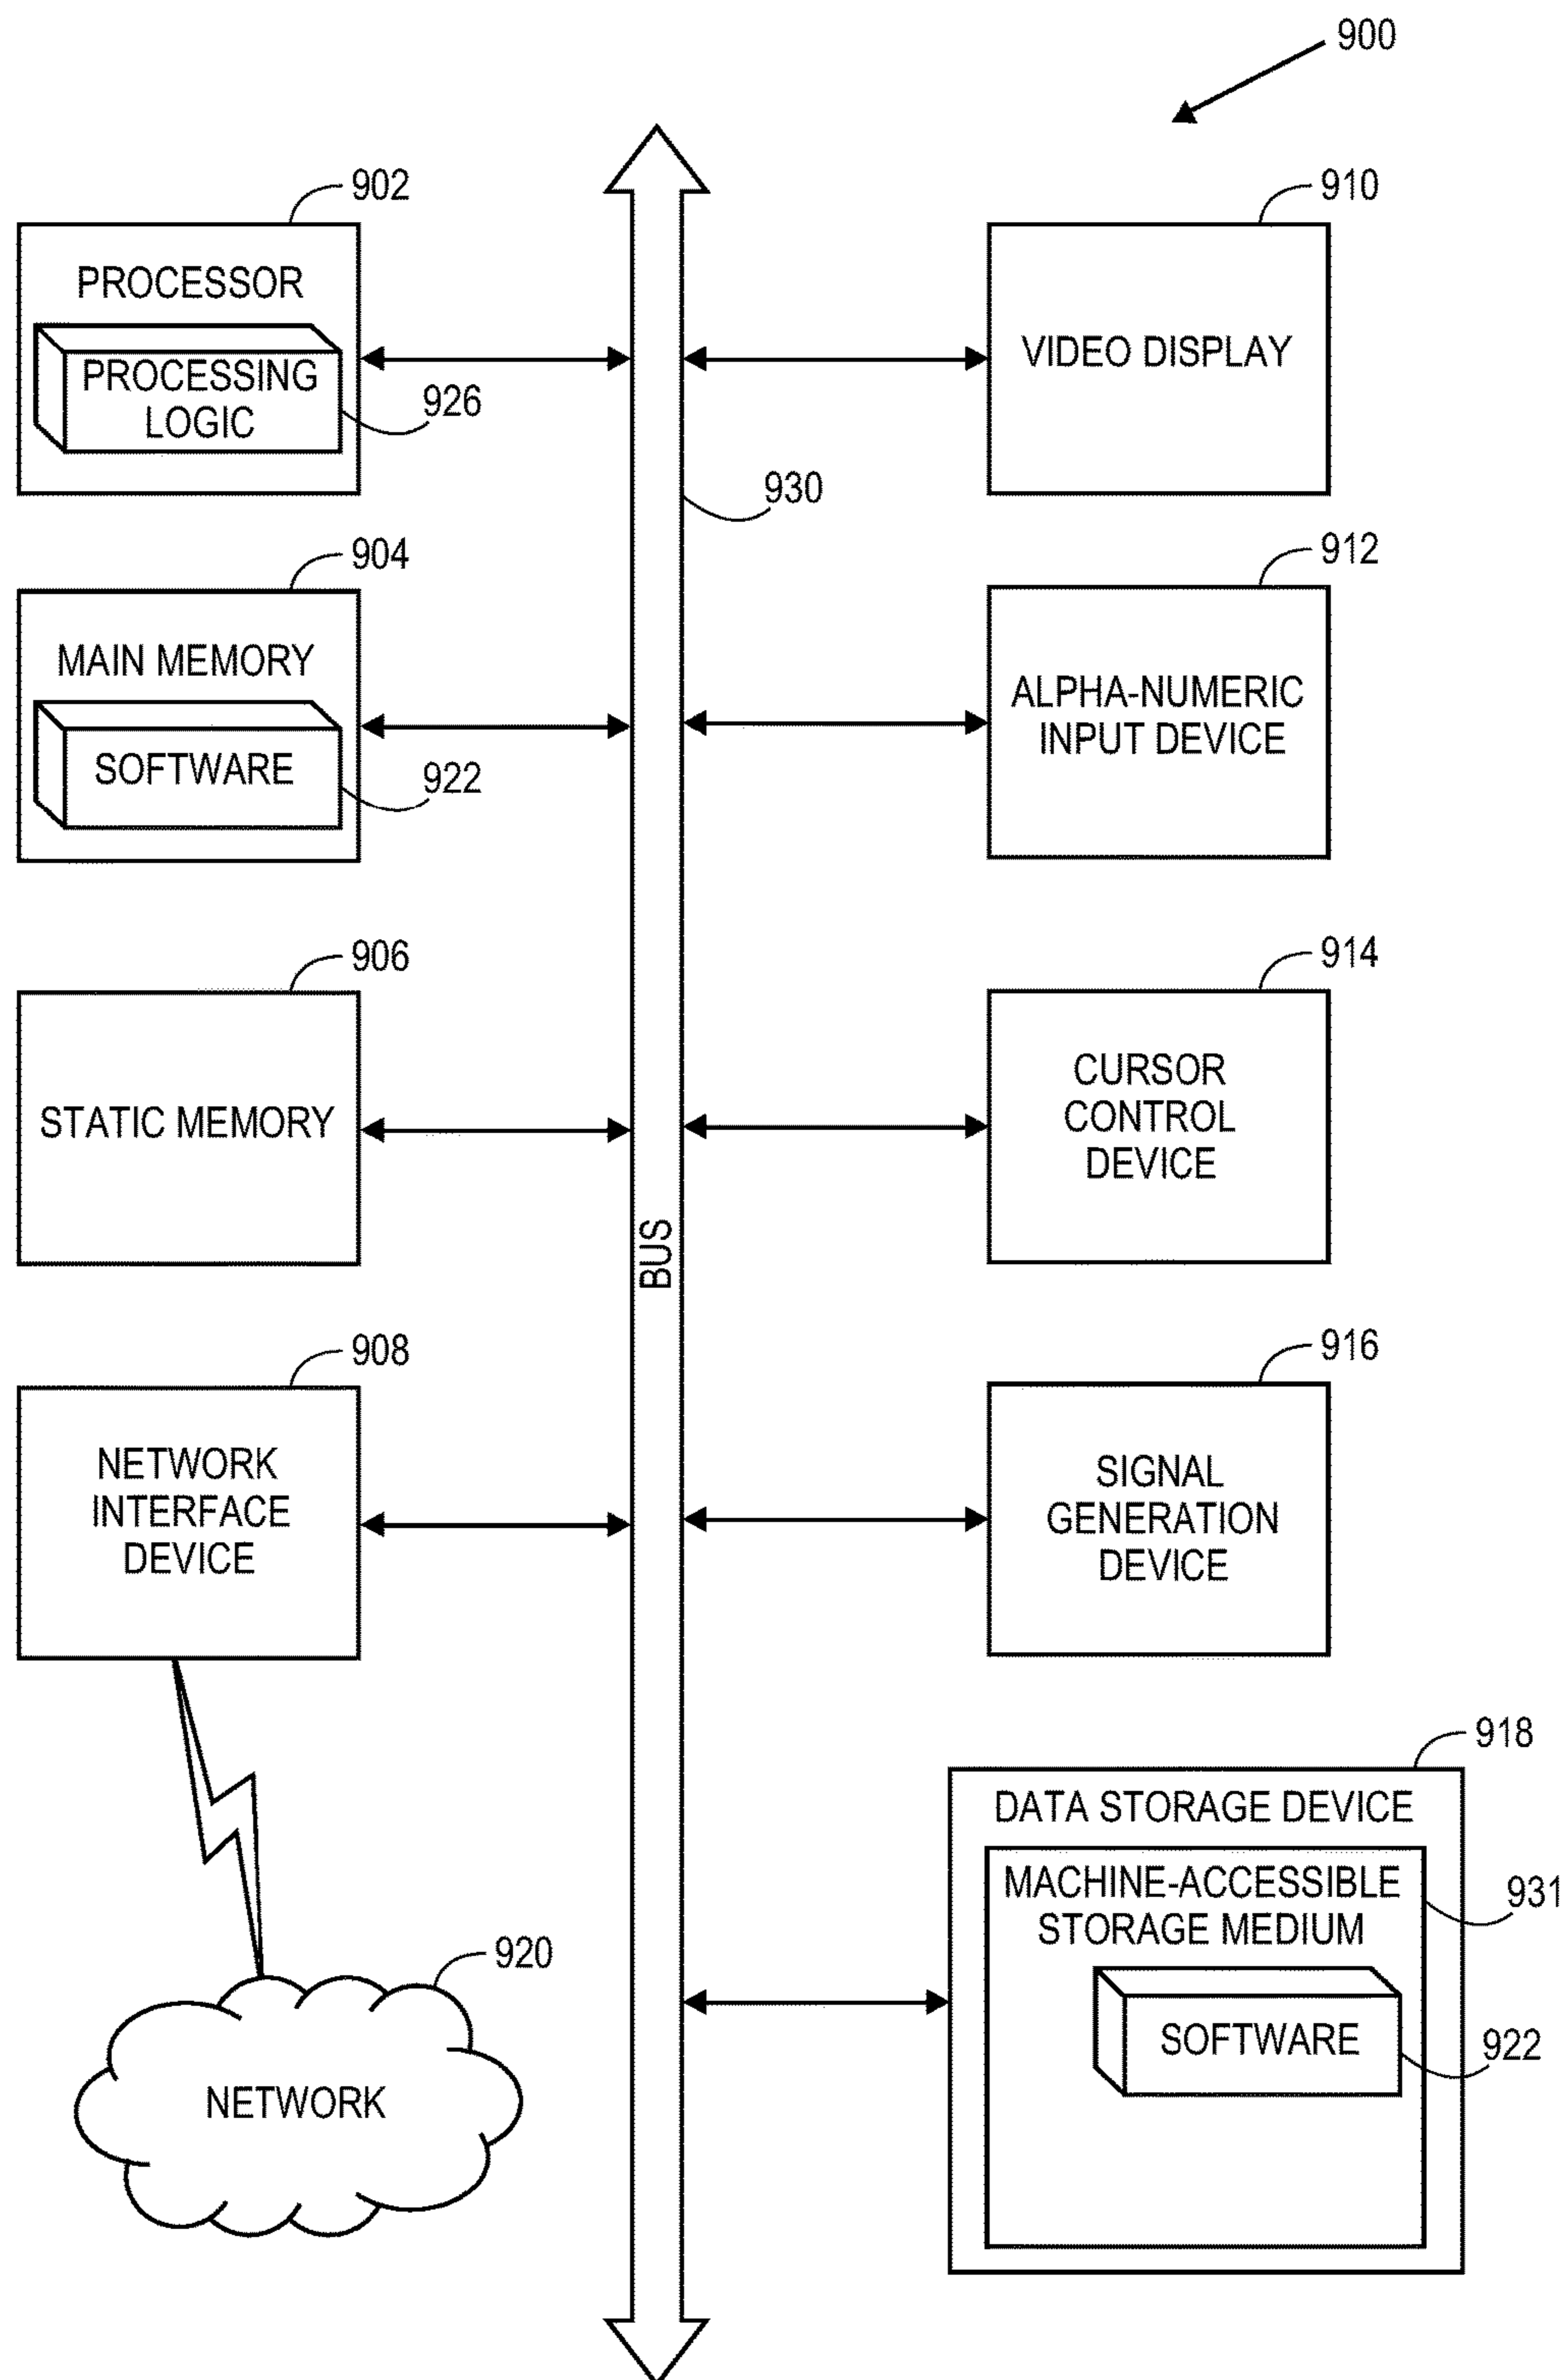 900
902
PROCESSOR
PROCESSING
LOGIC
926
904
MAIN MEMORY
SOFTWARE
922
906
STATIC MEMORY
908
NETWORK
INTERFACE
DEVICE
920
NETWORK
930
BUS
910
VIDEO DISPLAY
912
ALPHA-NUMERIC
INPUT DEVICE
914
CURSOR
CONTROL
DEVICE
916
SIGNAL
GENERATION
DEVICE
918
DATA STORAGE DEVICE
MACHINE-ACCESSIBLE
STORAGE MEDIUM
931
SOFTWARE
922